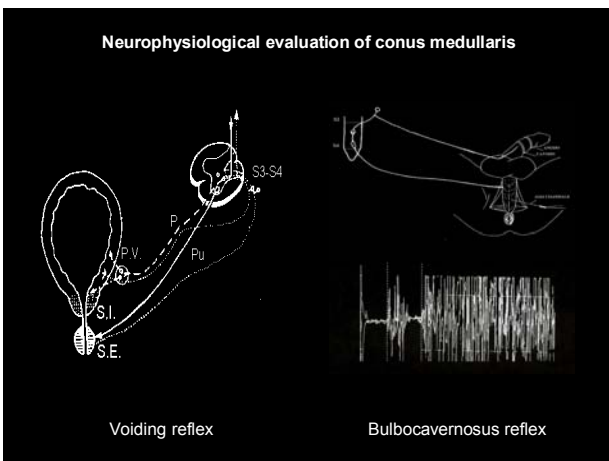 Neurophysiological evaluation of conus medullaris
S3-S4
P.
P.V.
Pu
S.I.
S.E.
Voiding reflex
Bulbocavernosus reflex